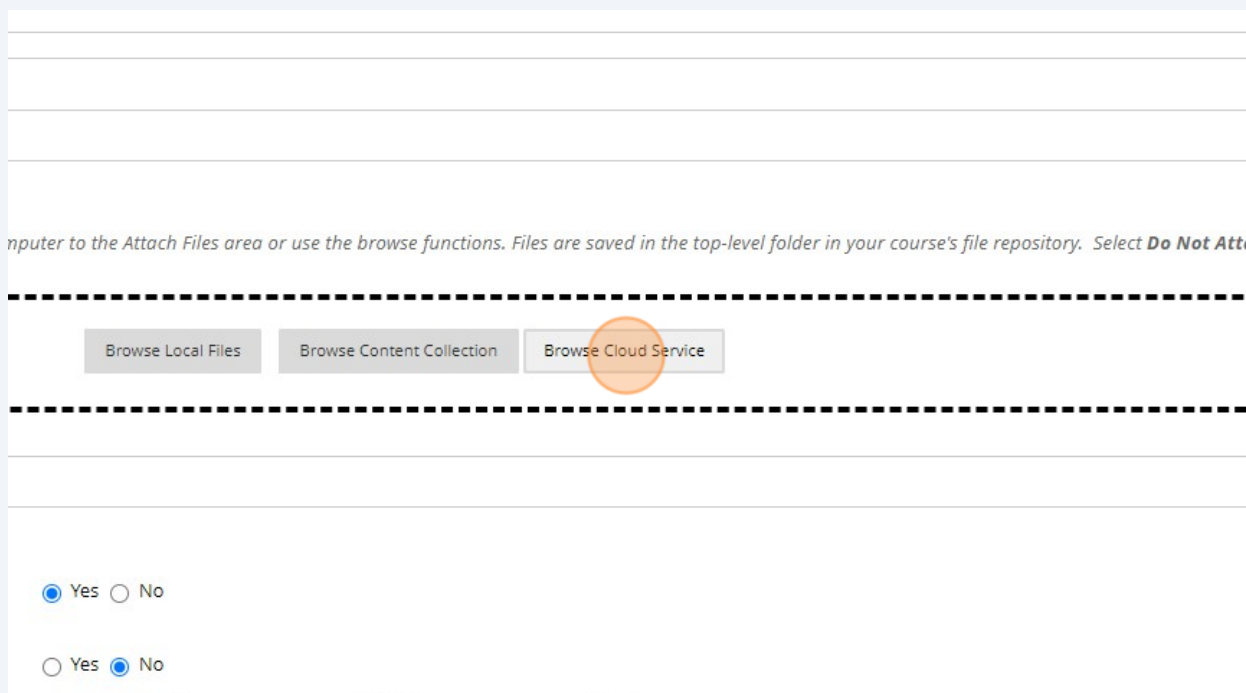 mputer to the Attach Files area or use the browse functions. Files are saved in the top-level folder in your course's file repository. Select Do Not Atta
Browse Local Files Browse Content Collection Browse Cloud Service
Yes No
Yes No